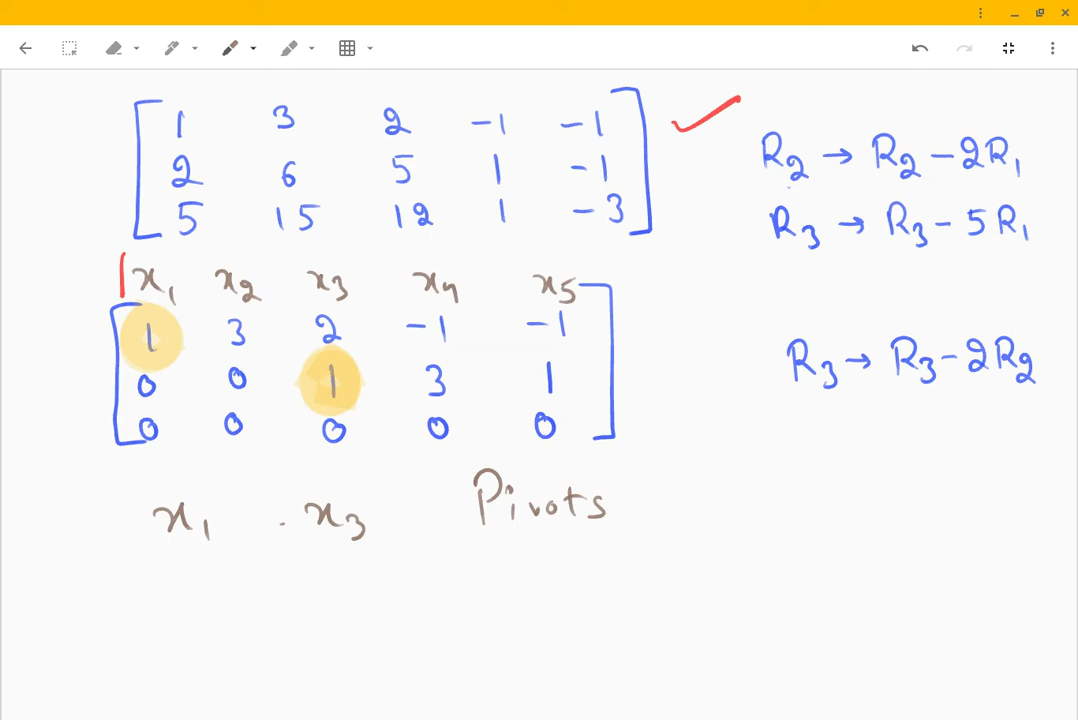 1 3 2 -1 -1
2 6 5 1 -1
5 15 12 1 -3
R₂ → R₂ - 2R₁
R₃ → R₃ - 5R₁
x₁ x₂ x₃ x₄ x₅
1 3 2 -1 -1
0 0 1 3 1
0 0 0 0 0
R₃ → R₃ - 2R₂
x₁ . x₃ Pivots